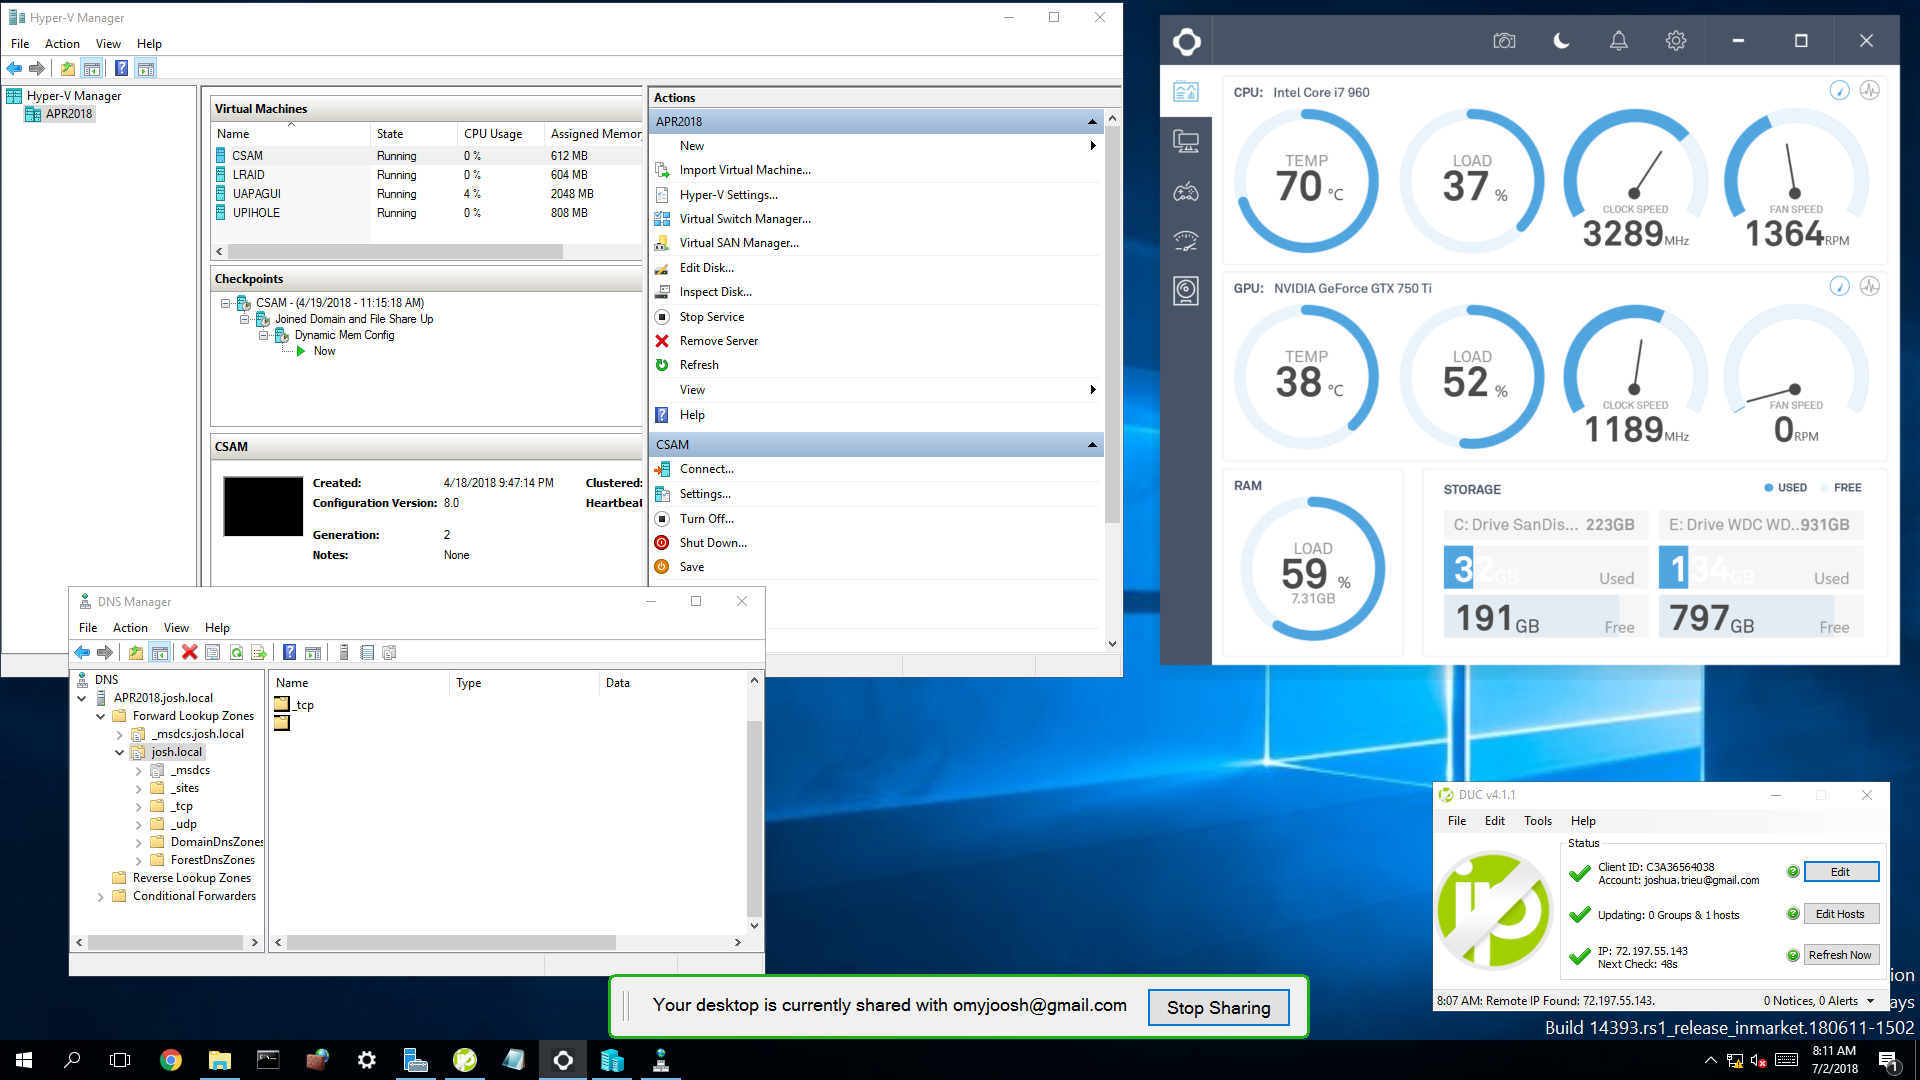 Hyper-V Manager
File Action View Help
Hyper-V Manager
APR2018
Virtual Machines
Name State CPU Usage Assigned Memory
CSAM Running 0 % 612 MB
LRAID Running 0 % 604 MB
UAPAGUI Running 4 % 2048 MB
UPIHOLE Running 0 % 808 MB
Checkpoints
CSAM - (4/19/2018 - 11:15:18 AM)
Joined Domain and File Share Up
Dynamic Mem Config
Now
CSAM
Created: 4/18/2018 9:47:14 PM Clustered:
Configuration Version: 8.0 Heartbeat
Generation: 2
Notes: None
Actions
APR2018
New
Import Virtual Machine...
Hyper-V Settings...
Virtual Switch Manager...
Virtual SAN Manager...
Edit Disk...
Inspect Disk...
Stop Service
Remove Server
Refresh
View
Help
CSAM
Connect...
Settings...
Turn Off...
Shut Down...
Save
DNS Manager
File Action View Help
DNS
APR2018.josh.local
Forward Lookup Zones
_msdcs.josh.local
josh.local
_msdcs
_sites
_tcp
_udp
DomainDnsZones
ForestDnsZones
Reverse Lookup Zones
Conditional Forwarders
Name Type Data
_tcp
CPU: Intel Core i7 960
TEMP
70 °C
LOAD
37 %
CLOCK SPEED
3289 MHz
FAN SPEED
1364 RPM
GPU: NVIDIA GeForce GTX 750 Ti
TEMP
38 °C
LOAD
52 %
CLOCK SPEED
1189 MHz
FAN SPEED
0 RPM
RAM
LOAD
59 %
7.31GB
STORAGE USED FREE
C: Drive SanDis... 223GB
32 GB Used
191 GB Free
E: Drive WDC WD..931GB
134 GB Used
797 GB Free
DUC v4.1.1
File Edit Tools Help
Status
Client ID: C3A36564038
Account: joshua.trieu@gmail.com
Edit
Updating: 0 Groups & 1 hosts
Edit Hosts
IP: 72.197.55.143
Next Check: 48s
Refresh Now
8:07 AM: Remote IP Found: 72.197.55.143. 0 Notices, 0 Alerts
ion
ays
Build 14393.rs1_release_inmarket.180611-1502
Your desktop is currently shared with omyjoosh@gmail.com
Stop Sharing
8:11 AM
7/2/2018
1